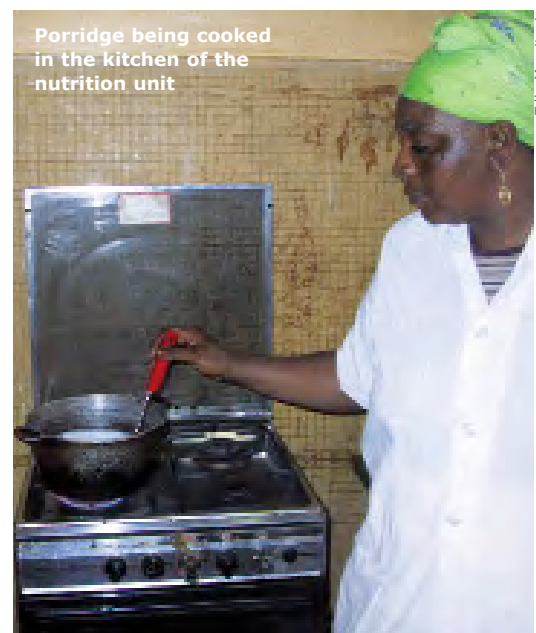 Porridge being cooked
in the kitchen of the
nutrition unit